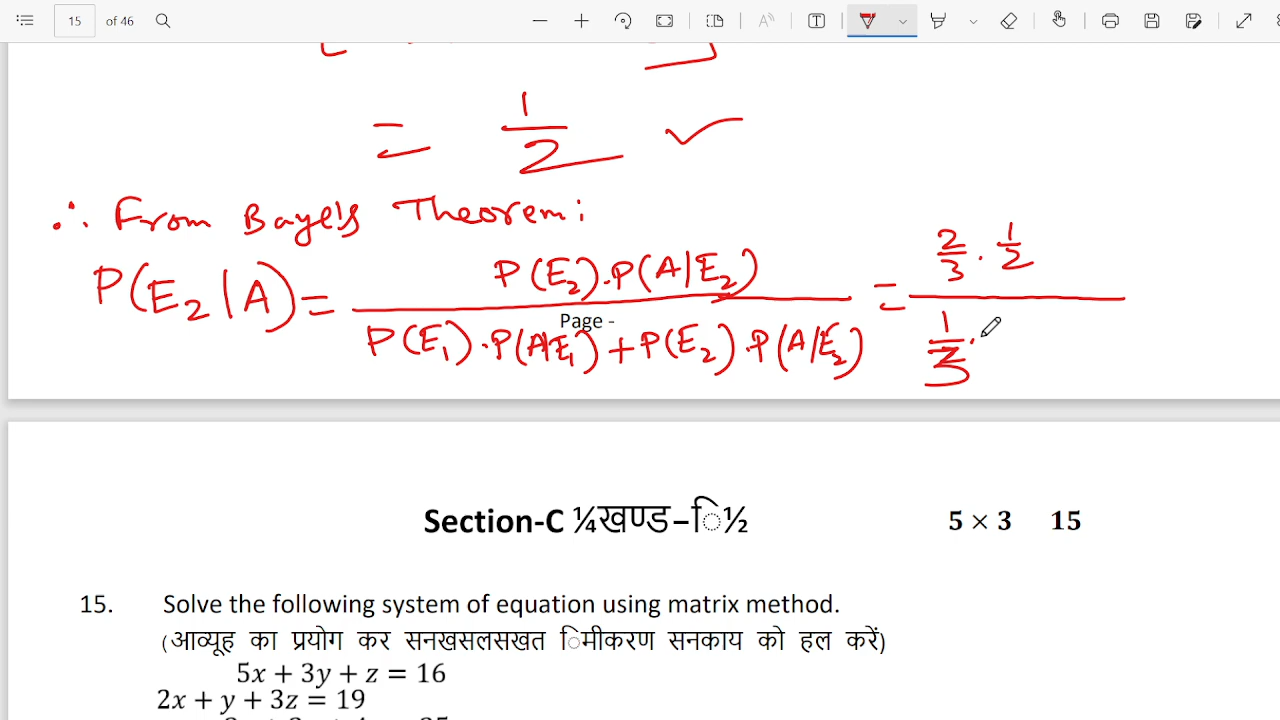 15 of 46
= 1/2 ✓
∴ From Baye's Theorem:
P(E₂|A) = P(E₂).P(A|E₂) / P(E₁).P(A/E₁) + P(E₂).P(A/E₂) = 2/3 . 1/2 / 1/3 .
Page -
Section-C ¼खण्ड–ि½ 5 × 3 15
15. Solve the following system of equation using matrix method.
(आव्यूह का प्रयोग कर सनखसलसखत िमीकरण सनकाय को हल करें)
5x + 3y + z = 16
2x + y + 3z = 19